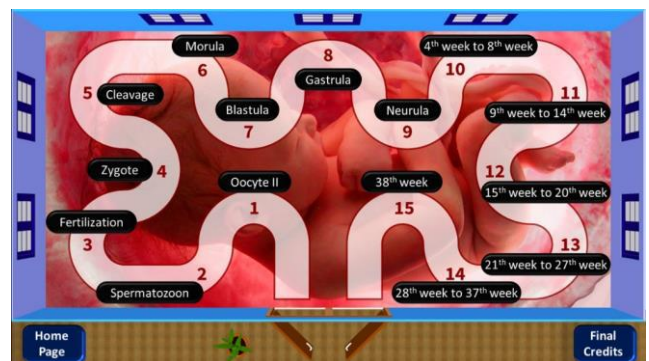 Oocyte II
1
2
Spermatozoon
Fertilization
3
Zygote
4
5
Cleavage
Morula
6
Blastula
7
8
Gastrula
Neurula
9
4th week to 8th week
10
11
9th week to 14th week
12
15th week to 20th week
13
21th week to 27th week
14
28th week to 37th week
38th week
15
Home
Page
Final
Credits